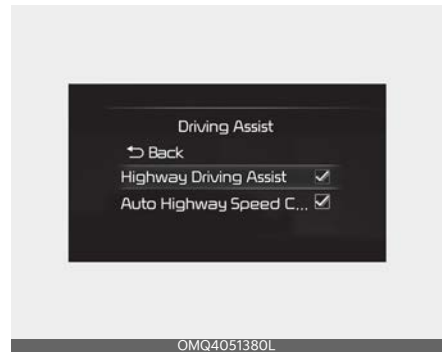 Driving Assist
Back
Highway Driving Assist
Auto Highway Speed C...
OMQ4051380L